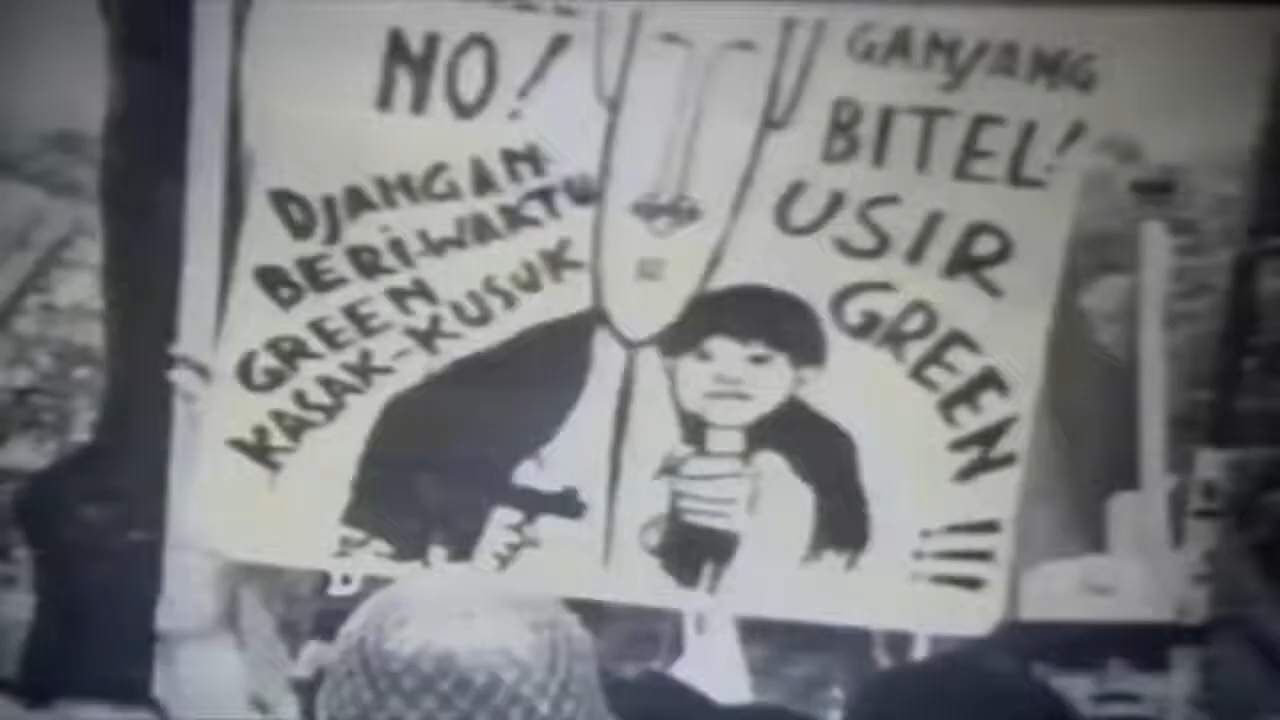 NO!
DJANGAN
BERI-WAKTU
GREEN
KASAK-KUSUK
GANJANG
BITEL!
USIR
GREEN!!!